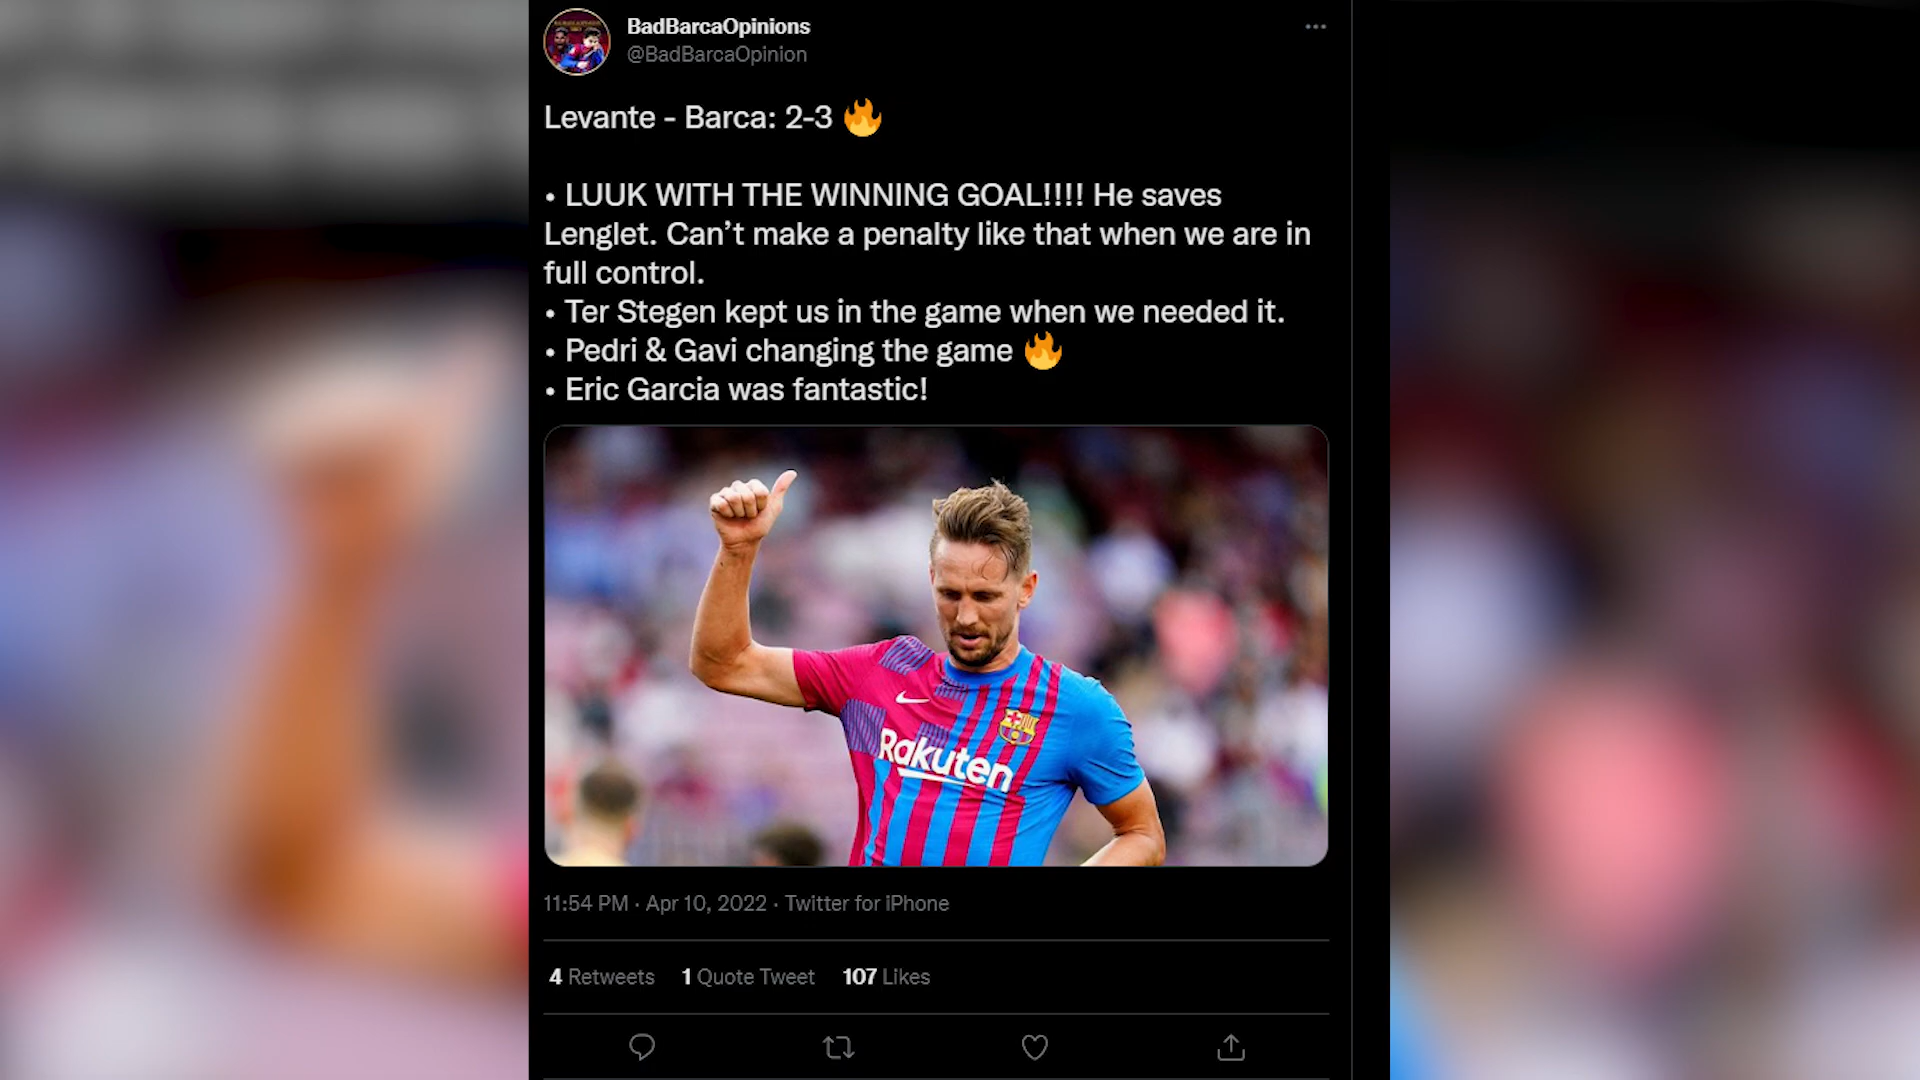 BadBarcaOpinions
@BadBarcaOpinion
Levante - Barca: 2-3 🔥
• LUUK WITH THE WINNING GOAL!!!! He saves
Lenglet. Can’t make a penalty like that when we are in
full control.
• Ter Stegen kept us in the game when we needed it.
• Pedri & Gavi changing the game 🔥
• Eric Garcia was fantastic!
Rakuten
11:54 PM · Apr 10, 2022 · Twitter for iPhone
4 Retweets 1 Quote Tweet 107 Likes